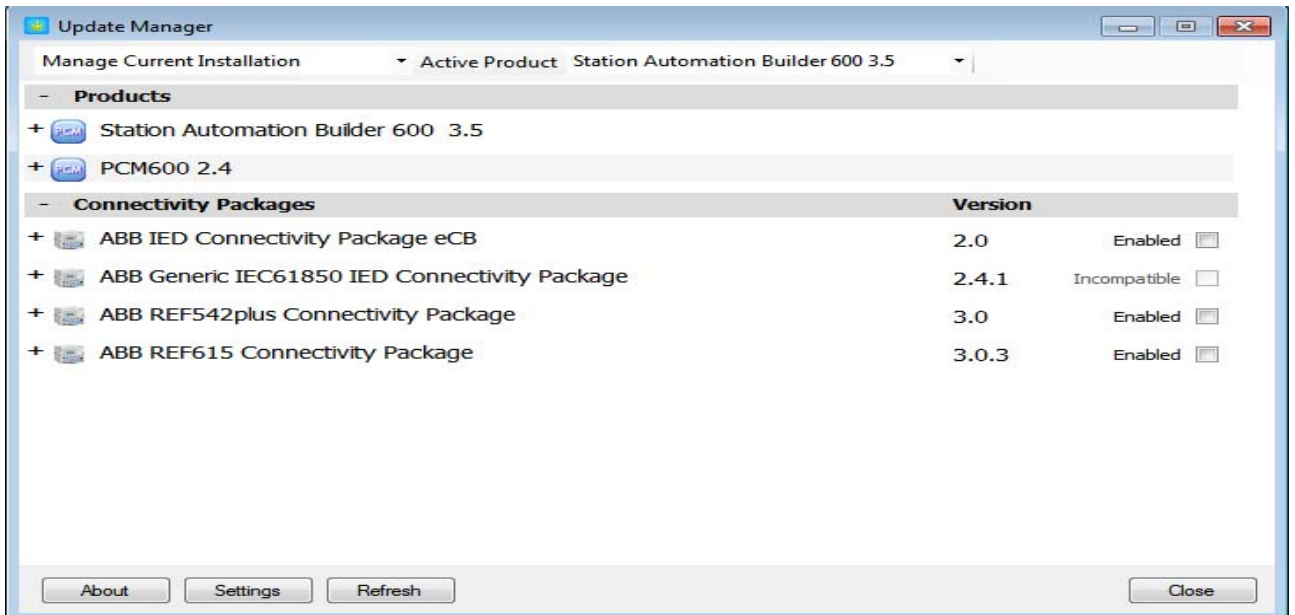 Update Manager
Manage Current Installation Active Product Station Automation Builder 600 3.5
- Products
+ PCM Station Automation Builder 600 3.5
+ PCM PCM600 2.4
- Connectivity Packages Version
+ ABB IED Connectivity Package eCB 2.0 Enabled
+ ABB Generic IEC61850 IED Connectivity Package 2.4.1 Incompatible
+ ABB REF542plus Connectivity Package 3.0 Enabled
+ ABB REF615 Connectivity Package 3.0.3 Enabled
About Settings Refresh Close